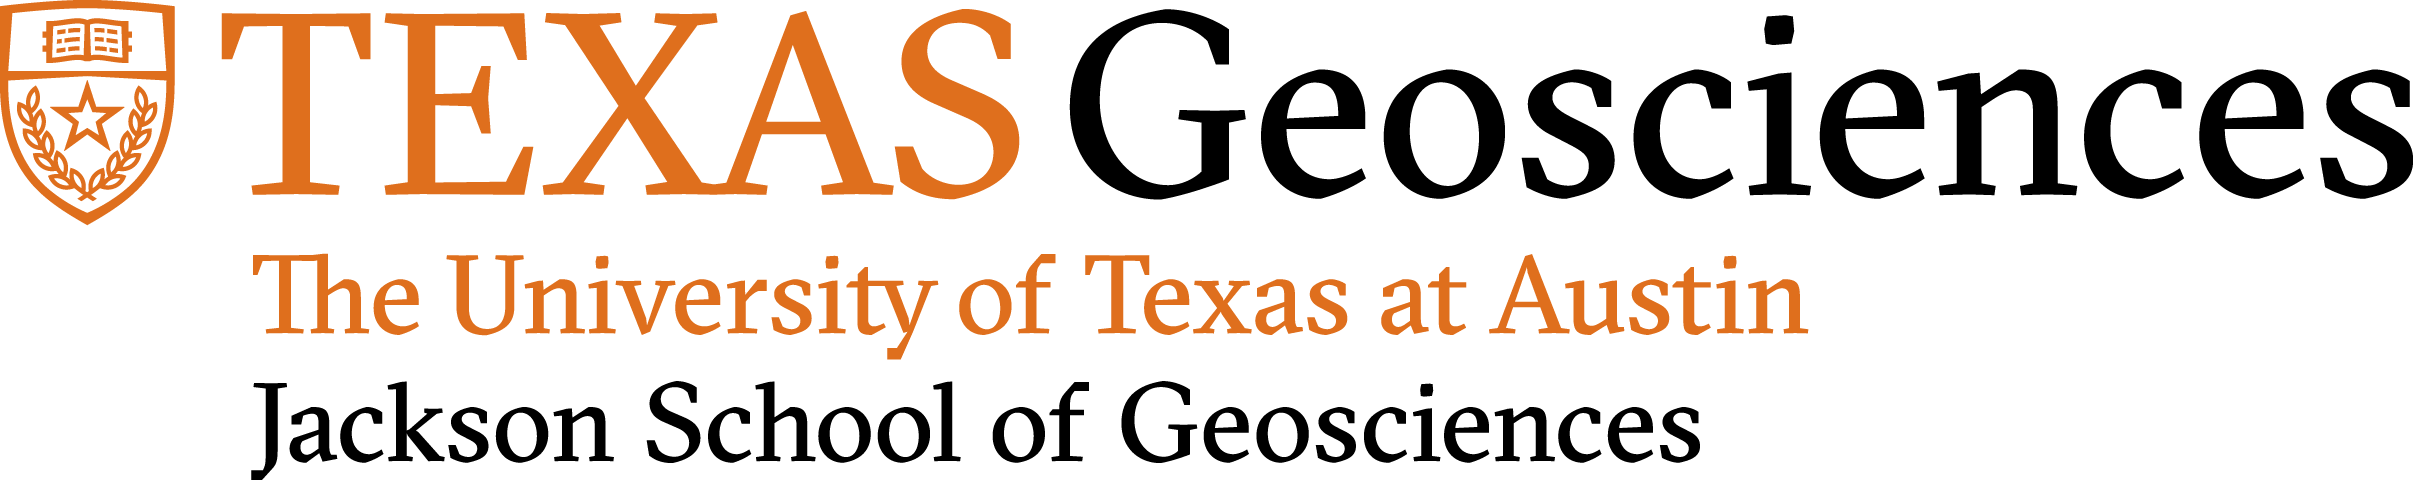 TEXAS Geosciences
The University of Texas at Austin
Jackson School of Geosciences